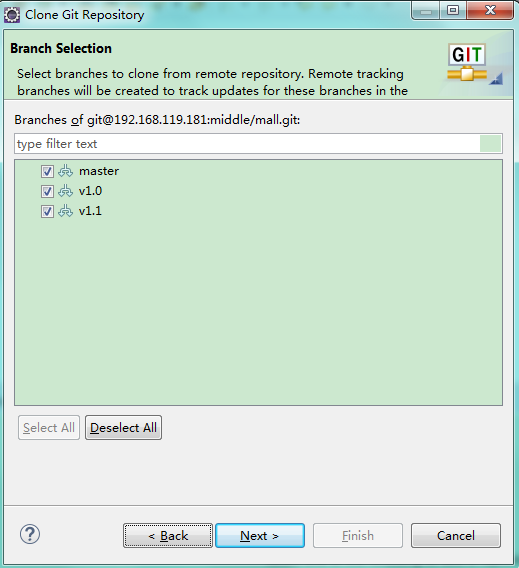 Clone Git Repository
Branch Selection
Select branches to clone from remote repository. Remote tracking
branches will be created to track updates for these branches in the
GIT
Branches of git@192.168.119.181:middle/mall.git:
type filter text
master
v1.0
v1.1
Select All
Deselect All
?
< Back
Next >
Finish
Cancel